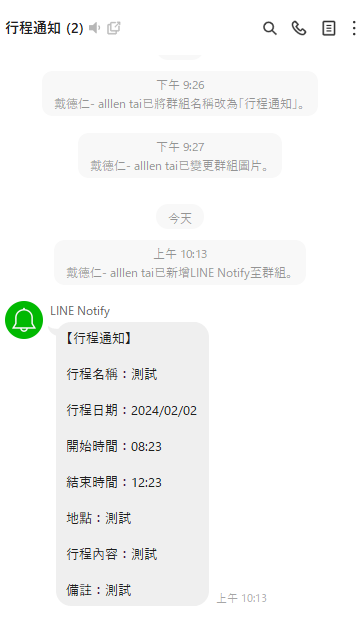 行程通知 (2)
下午 9:26
戴德仁- alllen tai已將群組名稱改為「行程通知」。
下午 9:27
戴德仁- alllen tai已變更群組圖片。
今天
上午 10:13
戴德仁- alllen tai已新增LINE Notify至群組。
LINE Notify
【行程通知】
行程名稱：測試
行程日期：2024/02/02
開始時間：08:23
結束時間：12:23
地點：測試
行程內容：測試
備註：測試
上午 10:13